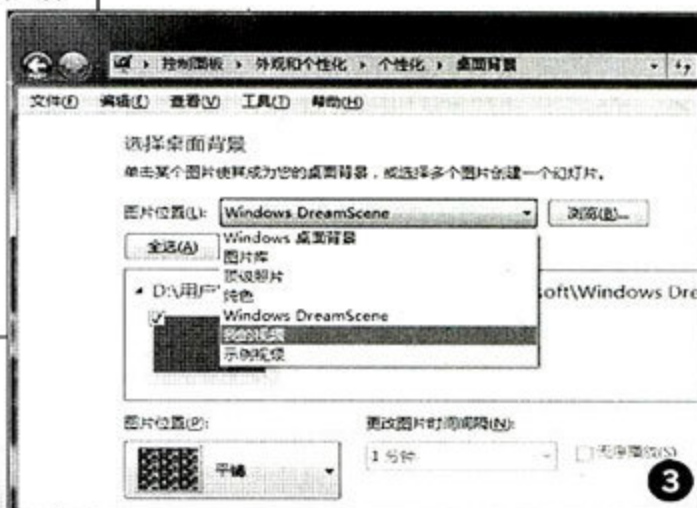 控制面板 ▸ 外观和个性化 ▸ 个性化 ▸ 桌面背景
文件(F) 编辑(E) 查看(V) 工具(T) 帮助(H)
选择桌面背景
单击某个图片使其成为您的桌面背景，或选择多个图片创建一个幻灯片。
图片位置(L): Windows DreamScene 浏览(B)...
全选(A)
Windows 桌面背景
图片库
顶级照片
纯色
Windows DreamScene
我的视频
示例视频
D:\用户 oft\Windows Dre
图片位置(P): 更改图片时间间隔(N):
平铺 1 分钟 无序播放(S)
3